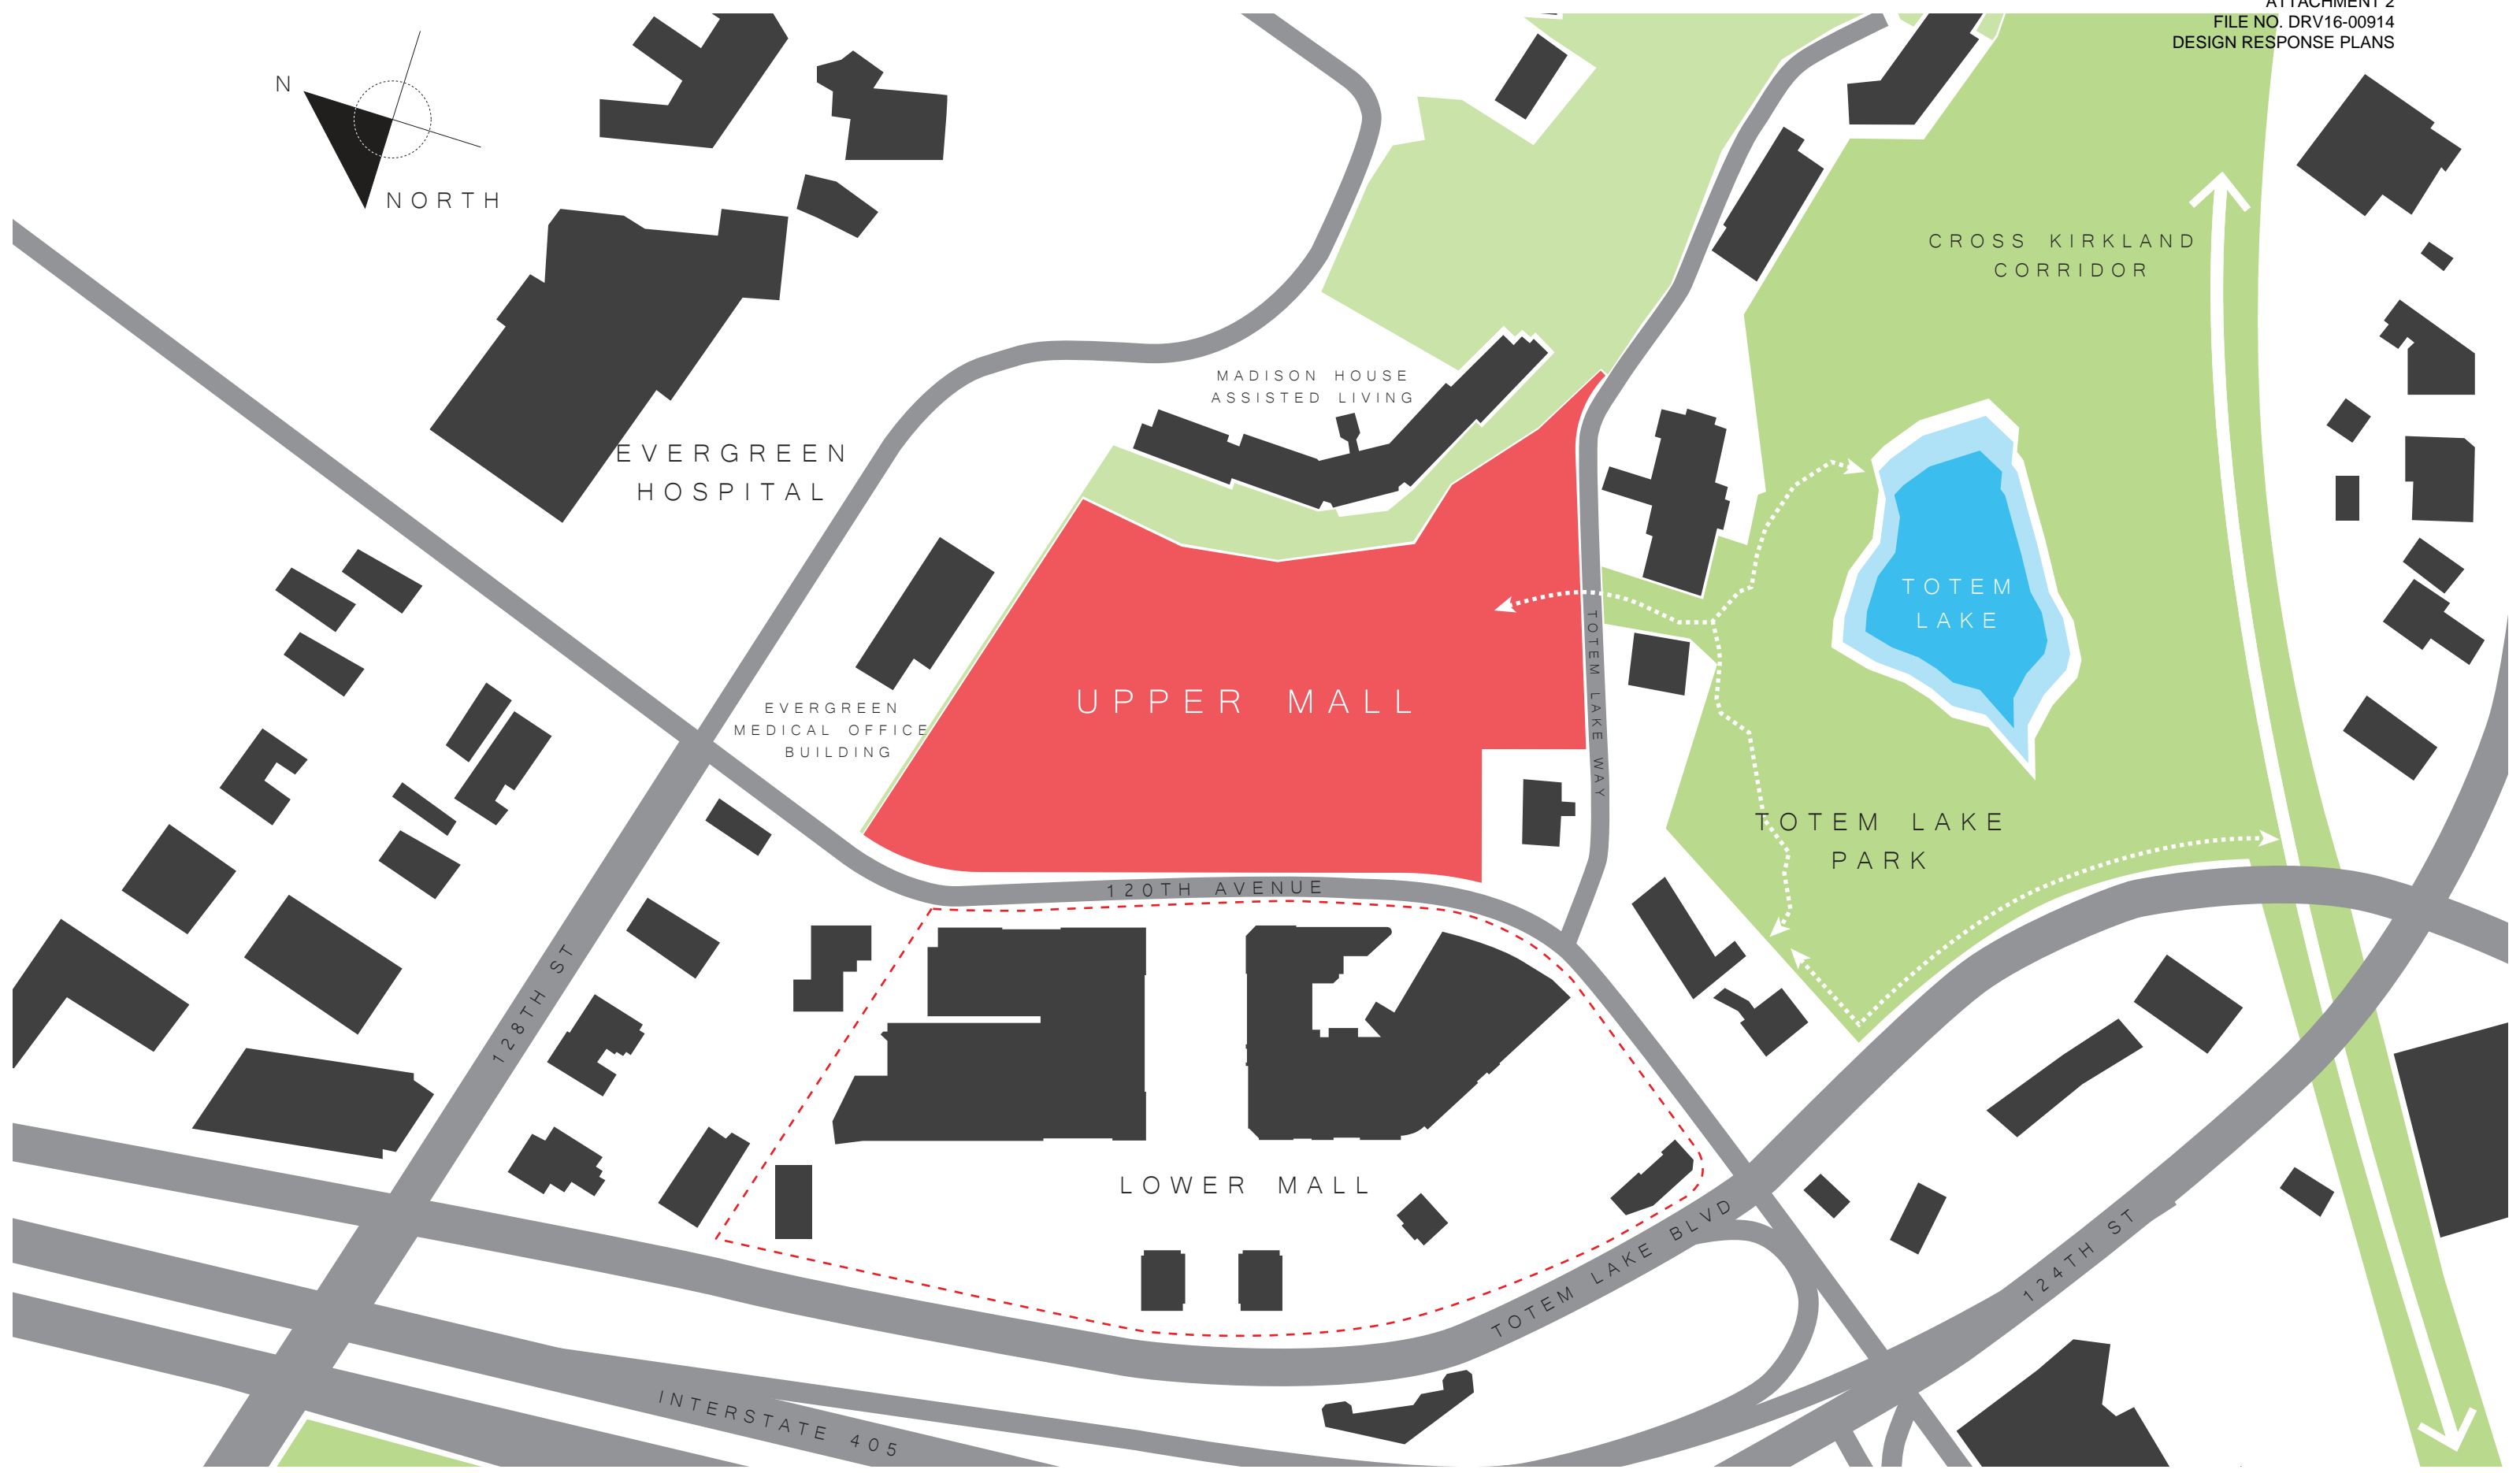 ATTACHMENT 2
FILE NO. DRV16-00914
DESIGN RESPONSE PLANS
N
NORTH
CROSS KIRKLAND
CORRIDOR
MADISON HOUSE
ASSISTED LIVING
EVERGREEN
HOSPITAL
TOTEM
LAKE
TOTEM LAKE WAY
UPPER MALL
EVERGREEN
MEDICAL OFFICE
BUILDING
TOTEM LAKE
PARK
120TH AVENUE
128TH ST
LOWER MALL
TOTEM LAKE BLVD
124TH ST
INTERSTATE 405